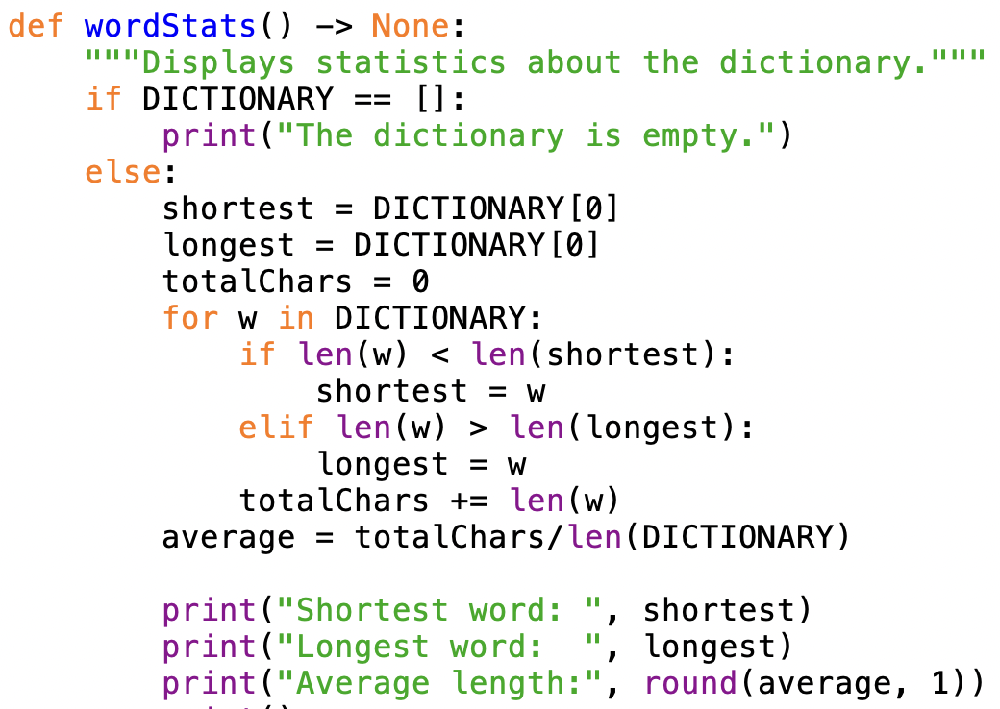 def wordStats() -> None:
    """Displays statistics about the dictionary."""
    if DICTIONARY == []:
        print("The dictionary is empty.")
    else:
        shortest = DICTIONARY[0]
        longest = DICTIONARY[0]
        totalChars = 0
        for w in DICTIONARY:
            if len(w) < len(shortest):
                shortest = w
            elif len(w) > len(longest):
                longest = w
            totalChars += len(w)
        average = totalChars/len(DICTIONARY)

        print("Shortest word: ", shortest)
        print("Longest word:  ", longest)
        print("Average length:", round(average, 1))